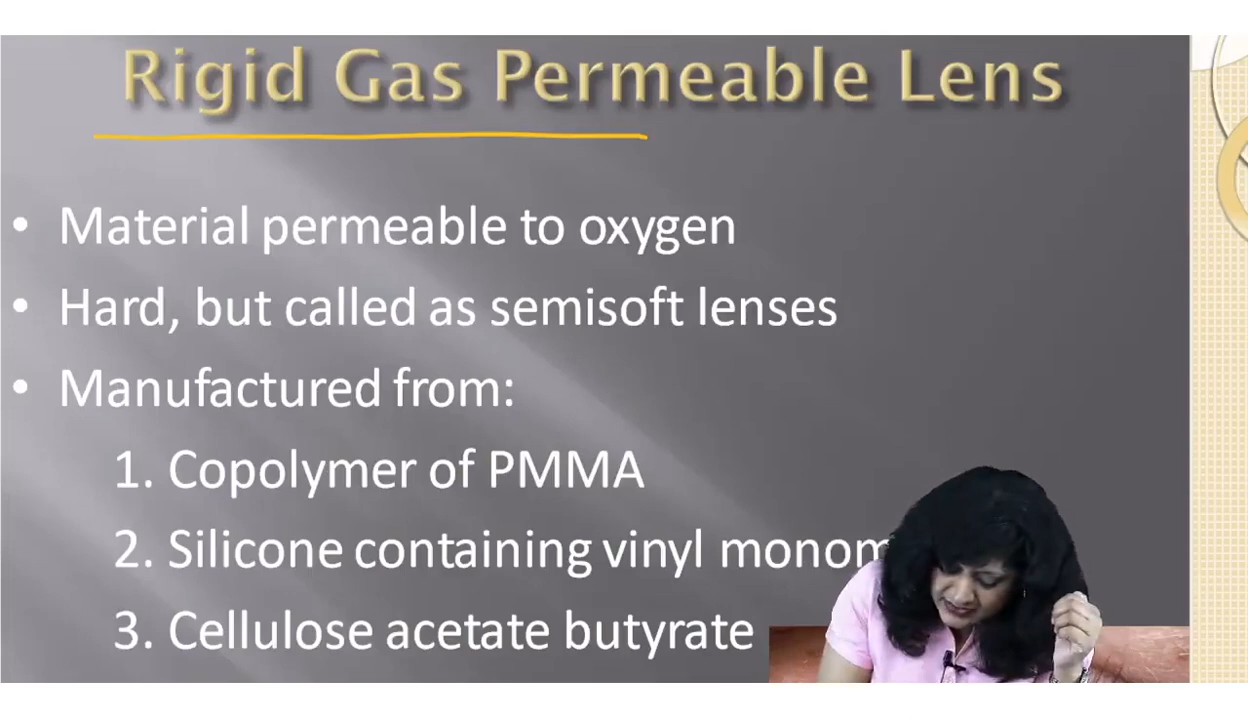 Rigid Gas Permeable Lens
• Material permeable to oxygen
• Hard, but called as semisoft lenses
• Manufactured from:
1. Copolymer of PMMA
2. Silicone containing vinyl
3. Cellulose acetate butyrate